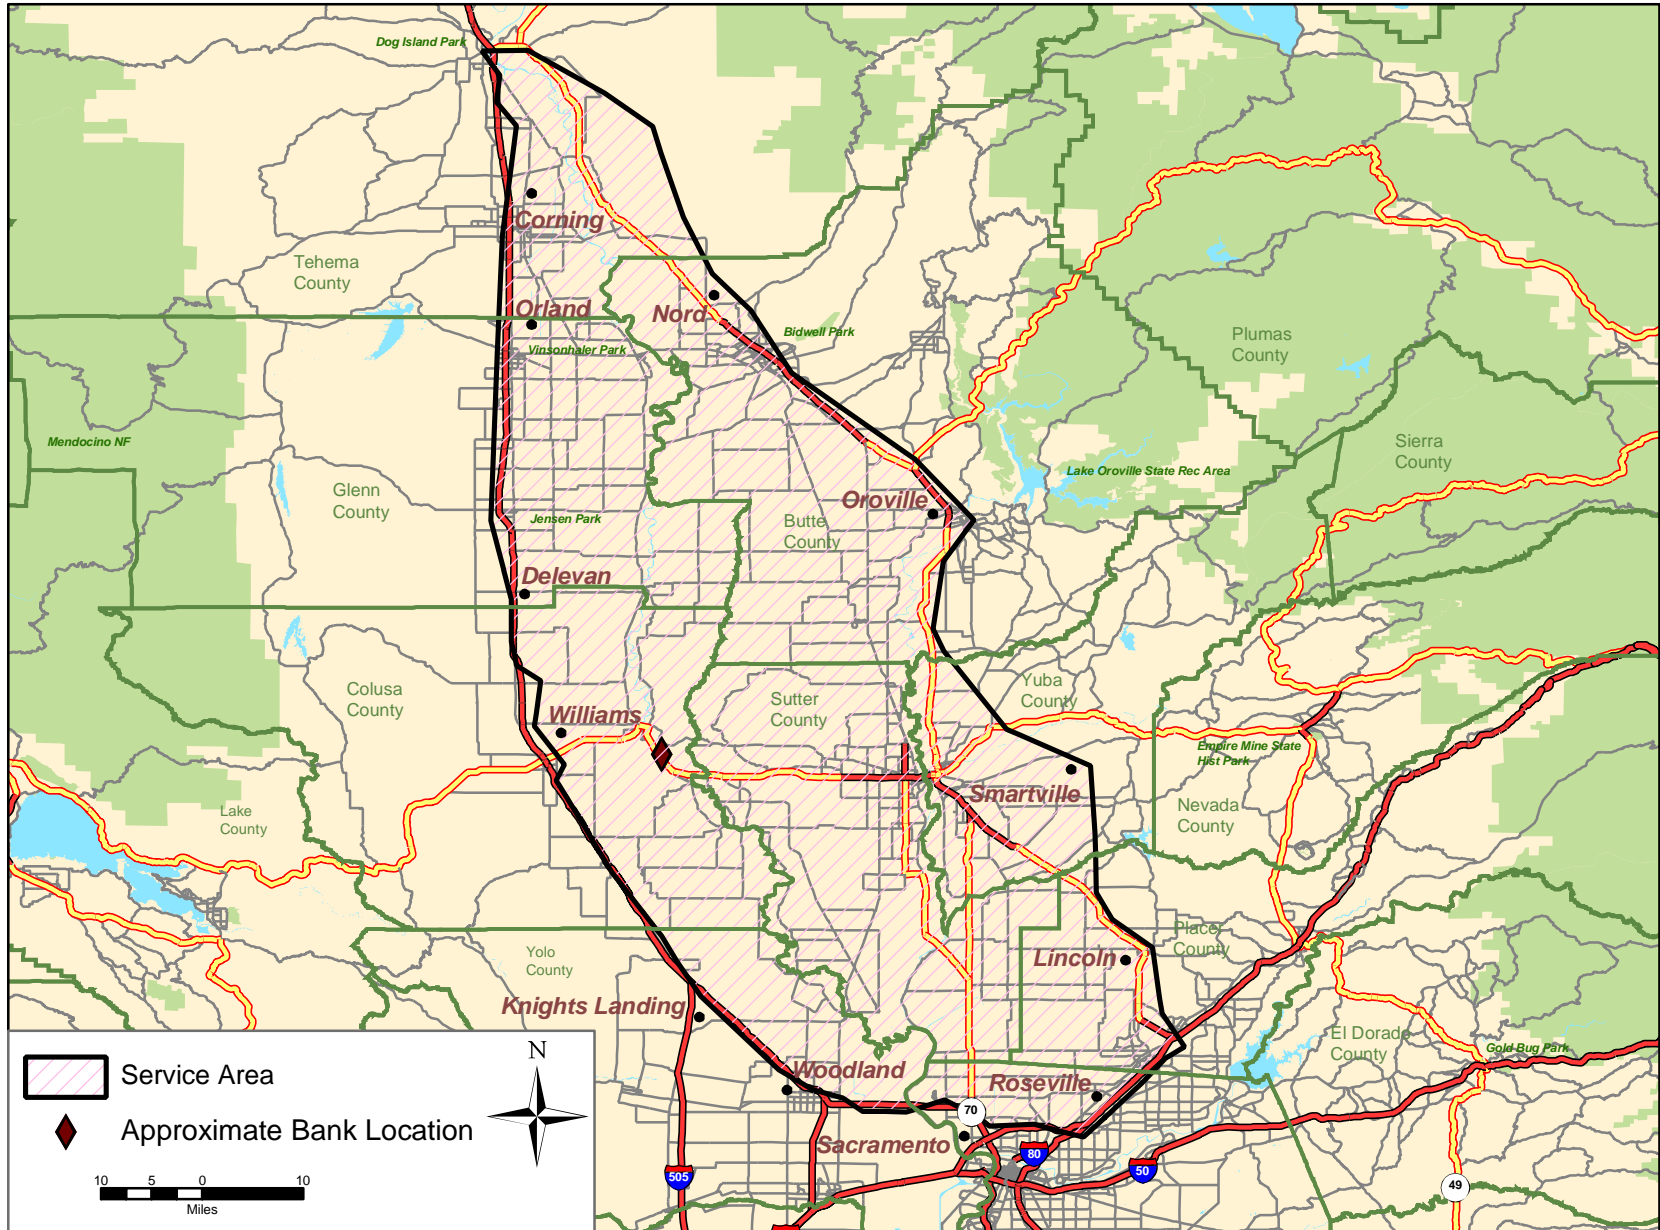 Dog Island Park
Corning
Tehema
County
Orland
Nord
Bidwell Park
Vinsonhaler Park
Plumas
County
Mendocino NF
Sierra
County
Lake Oroville State Rec Area
Glenn
County
Oroville
Jensen Park
Butte
County
Delevan
Colusa
County
Yuba
County
Sutter
County
Williams
Empire Mine State
Hist Park
Smartville
Nevada
County
Lake
County
Placer
County
Yolo
County
Lincoln
Knights Landing
El Dorado
County
Gold Bug Park
Woodland
Roseville
70
Sacramento
80
50
505
49
Service Area
N
Approximate Bank Location
10 5 0 10
Miles